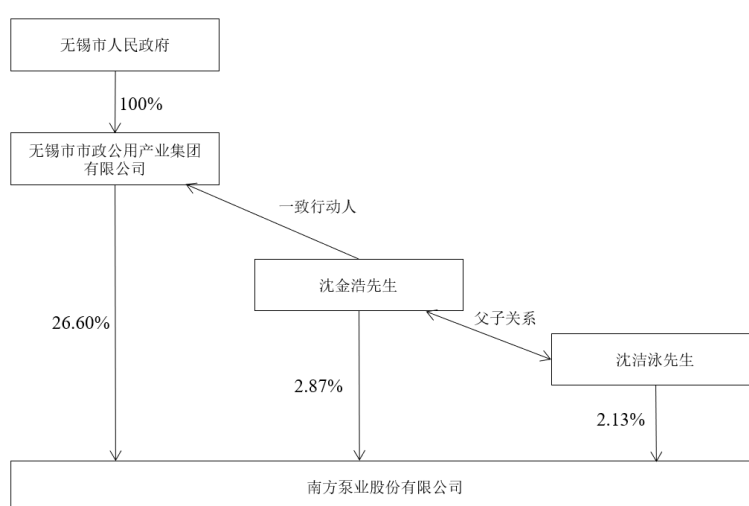 无锡市人民政府
100%
无锡市市政公用产业集团
有限公司
一致行动人
沈金浩先生
26.60%
父子关系
沈洁泳先生
2.87%
2.13%
南方泵业股份有限公司